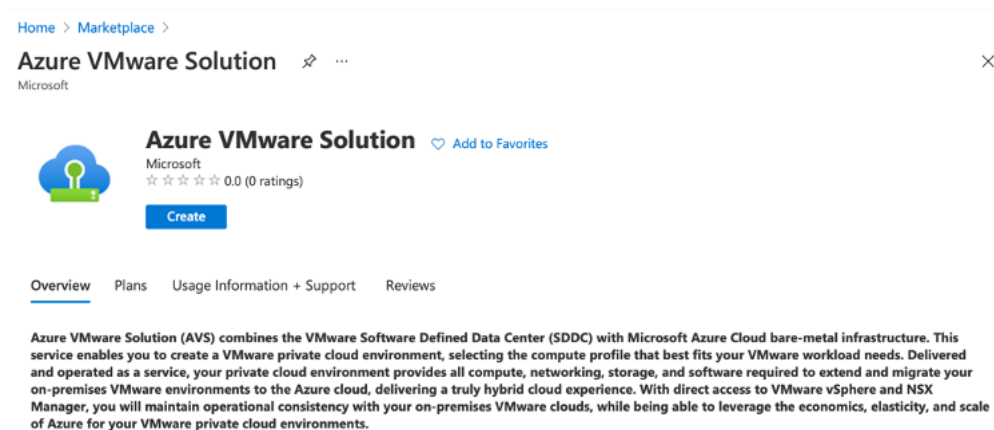 Home > Marketplace >
Azure VMware Solution ...
Microsoft
Azure VMware Solution Add to Favorites
Microsoft
0.0 (0 ratings)
Create
Overview Plans Usage Information + Support Reviews
Azure VMware Solution (AVS) combines the VMware Software Defined Data Center (SDDC) with Microsoft Azure Cloud bare-metal infrastructure. This
service enables you to create a VMware private cloud environment, selecting the compute profile that best fits your VMware workload needs. Delivered
and operated as a service, your private cloud environment provides all compute, networking, storage, and software required to extend and migrate your
on-premises VMware environments to the Azure cloud, delivering a truly hybrid cloud experience. With direct access to VMware vSphere and NSX
Manager, you will maintain operational consistency with your on-premises VMware clouds, while being able to leverage the economics, elasticity, and scale
of Azure for your VMware private cloud environments.